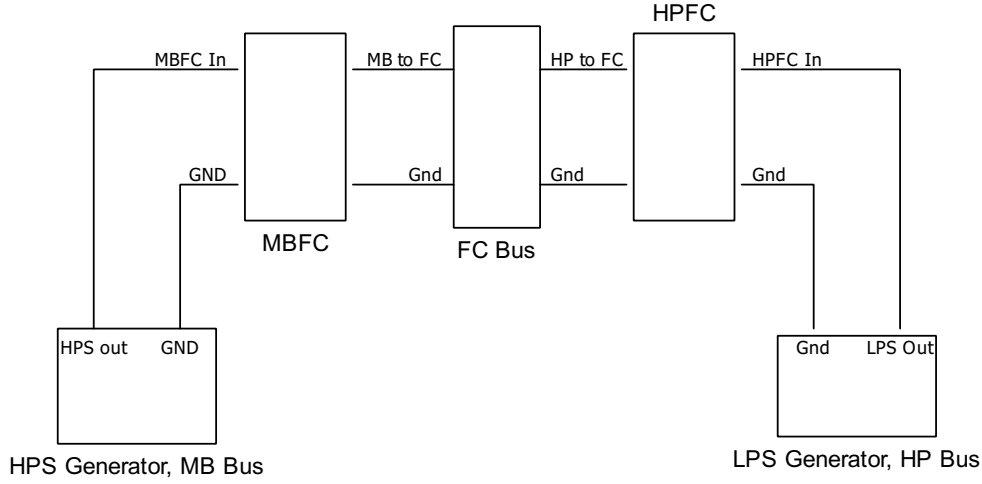 HPFC
MBFC In
MB to FC
HP to FC
HPFC In
GND
Gnd
Gnd
Gnd
MBFC
FC Bus
HPS out
GND
Gnd
LPS Out
HPS Generator, MB Bus
LPS Generator, HP Bus